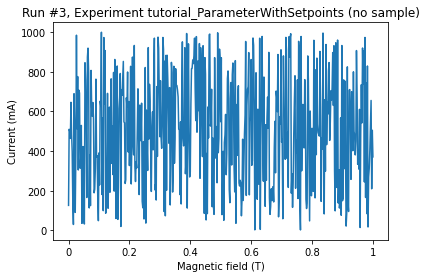 Run #3, Experiment tutorial_ParameterWithSetpoints (no sample)
1000
800
600
400
200
0
Current (mA)
0 0.2 0.4 0.6 0.8 1
Magnetic field (T)